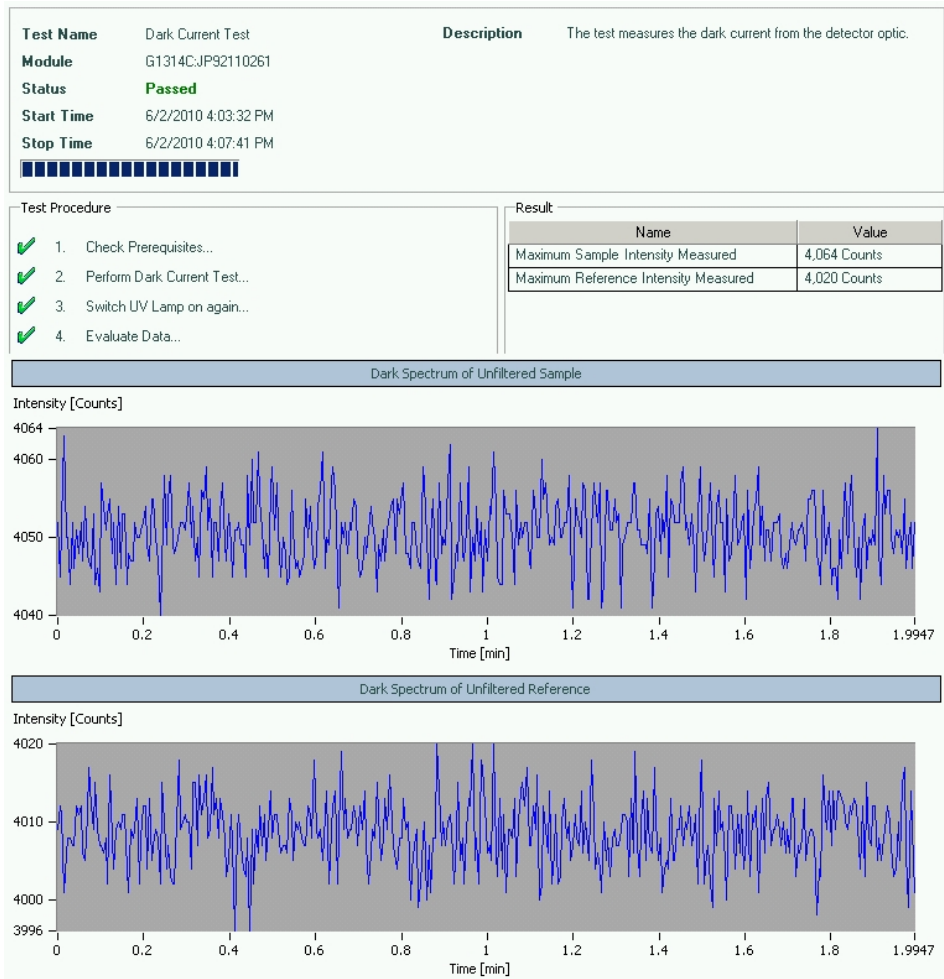 Test Name Dark Current Test Description The test measures the dark current from the detector optic.
Module G1314C:JP92110261
Status Passed
Start Time 6/2/2010 4:03:32 PM
Stop Time 6/2/2010 4:07:41 PM
Test Procedure
1. Check Prerequisites...
2. Perform Dark Current Test...
3. Switch UV Lamp on again...
4. Evaluate Data...
Result
Name Value
Maximum Sample Intensity Measured 4,064 Counts
Maximum Reference Intensity Measured 4,020 Counts
Dark Spectrum of Unfiltered Sample
Intensity [Counts]
4064
4060
4050
4040
0 0.2 0.4 0.6 0.8 1 1.2 1.4 1.6 1.8 1.9947
Time [min]
Dark Spectrum of Unfiltered Reference
Intensity [Counts]
4020
4010
4000
3996
0 0.2 0.4 0.6 0.8 1 1.2 1.4 1.6 1.8 1.9947
Time [min]